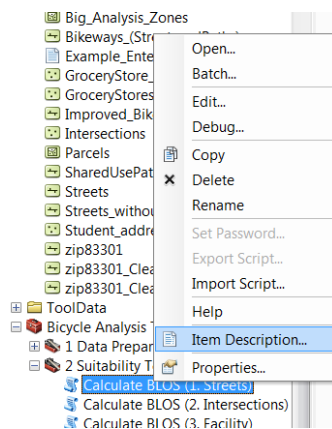 Big_Analysis_Zones
Bikeways_(Stre
Example_Ente
GroceryStore_
GroceryStores
Improved_Bik
Intersections
Parcels
SharedUsePat
Streets
Streets_withou
Student_addre
zip83301
zip83301_Clea
zip83301_Clea
ToolData
Bicycle Analysis T
1 Data Prepar
2 Suitability T
Calculate BLOS (1. Streets)
Calculate BLOS (2. Intersections)
Calculate BLOS (3. Facility)
Open...
Batch...
Edit...
Debug...
Copy
Delete
Rename
Set Password...
Export Script...
Import Script...
Help
Item Description...
Properties...